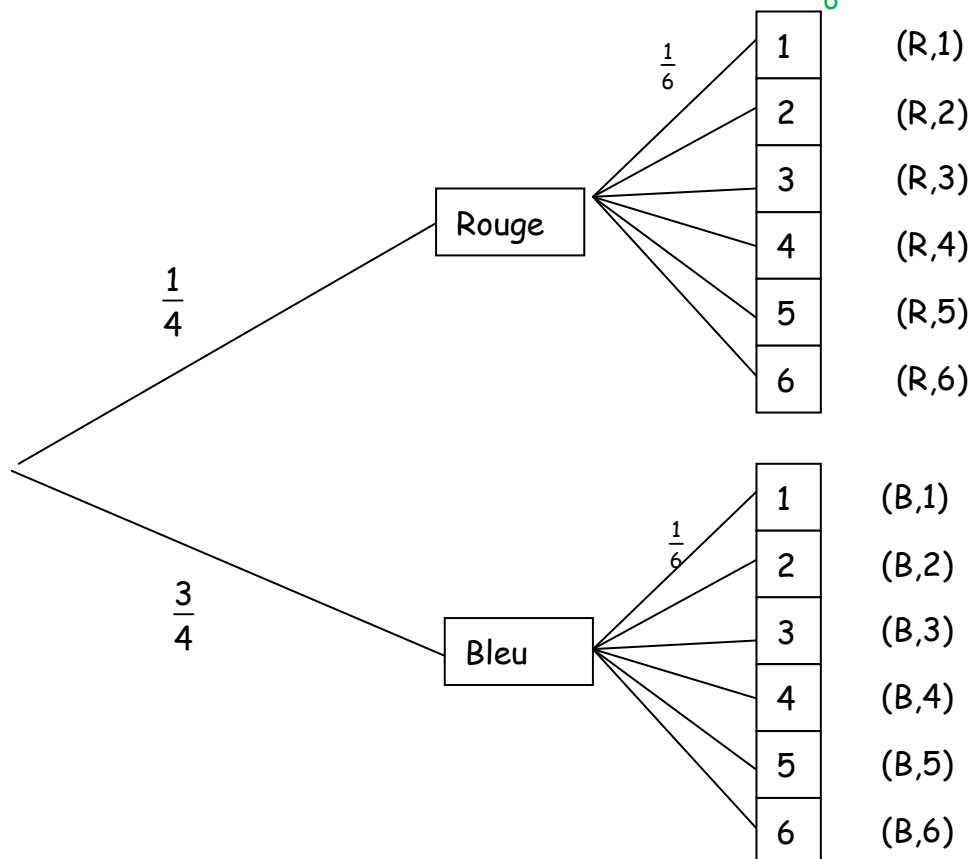 1 (R,1)
1/6
2 (R,2)
3 (R,3)
Rouge
4 (R,4)
1/4
5 (R,5)
6 (R,6)
1 (B,1)
1/6
2 (B,2)
3/4
3 (B,3)
Bleu
4 (B,4)
5 (B,5)
6 (B,6)